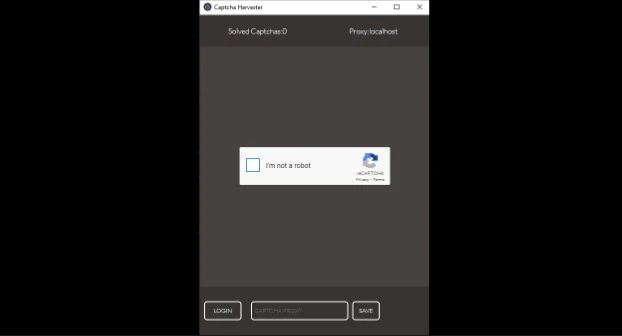 Captcha Harvester
Solved Captchas:0 Proxy:localhost
I'm not a robot
reCAPTCHA
Privacy - Terms
LOGIN CAPTCHA PROXY SAVE